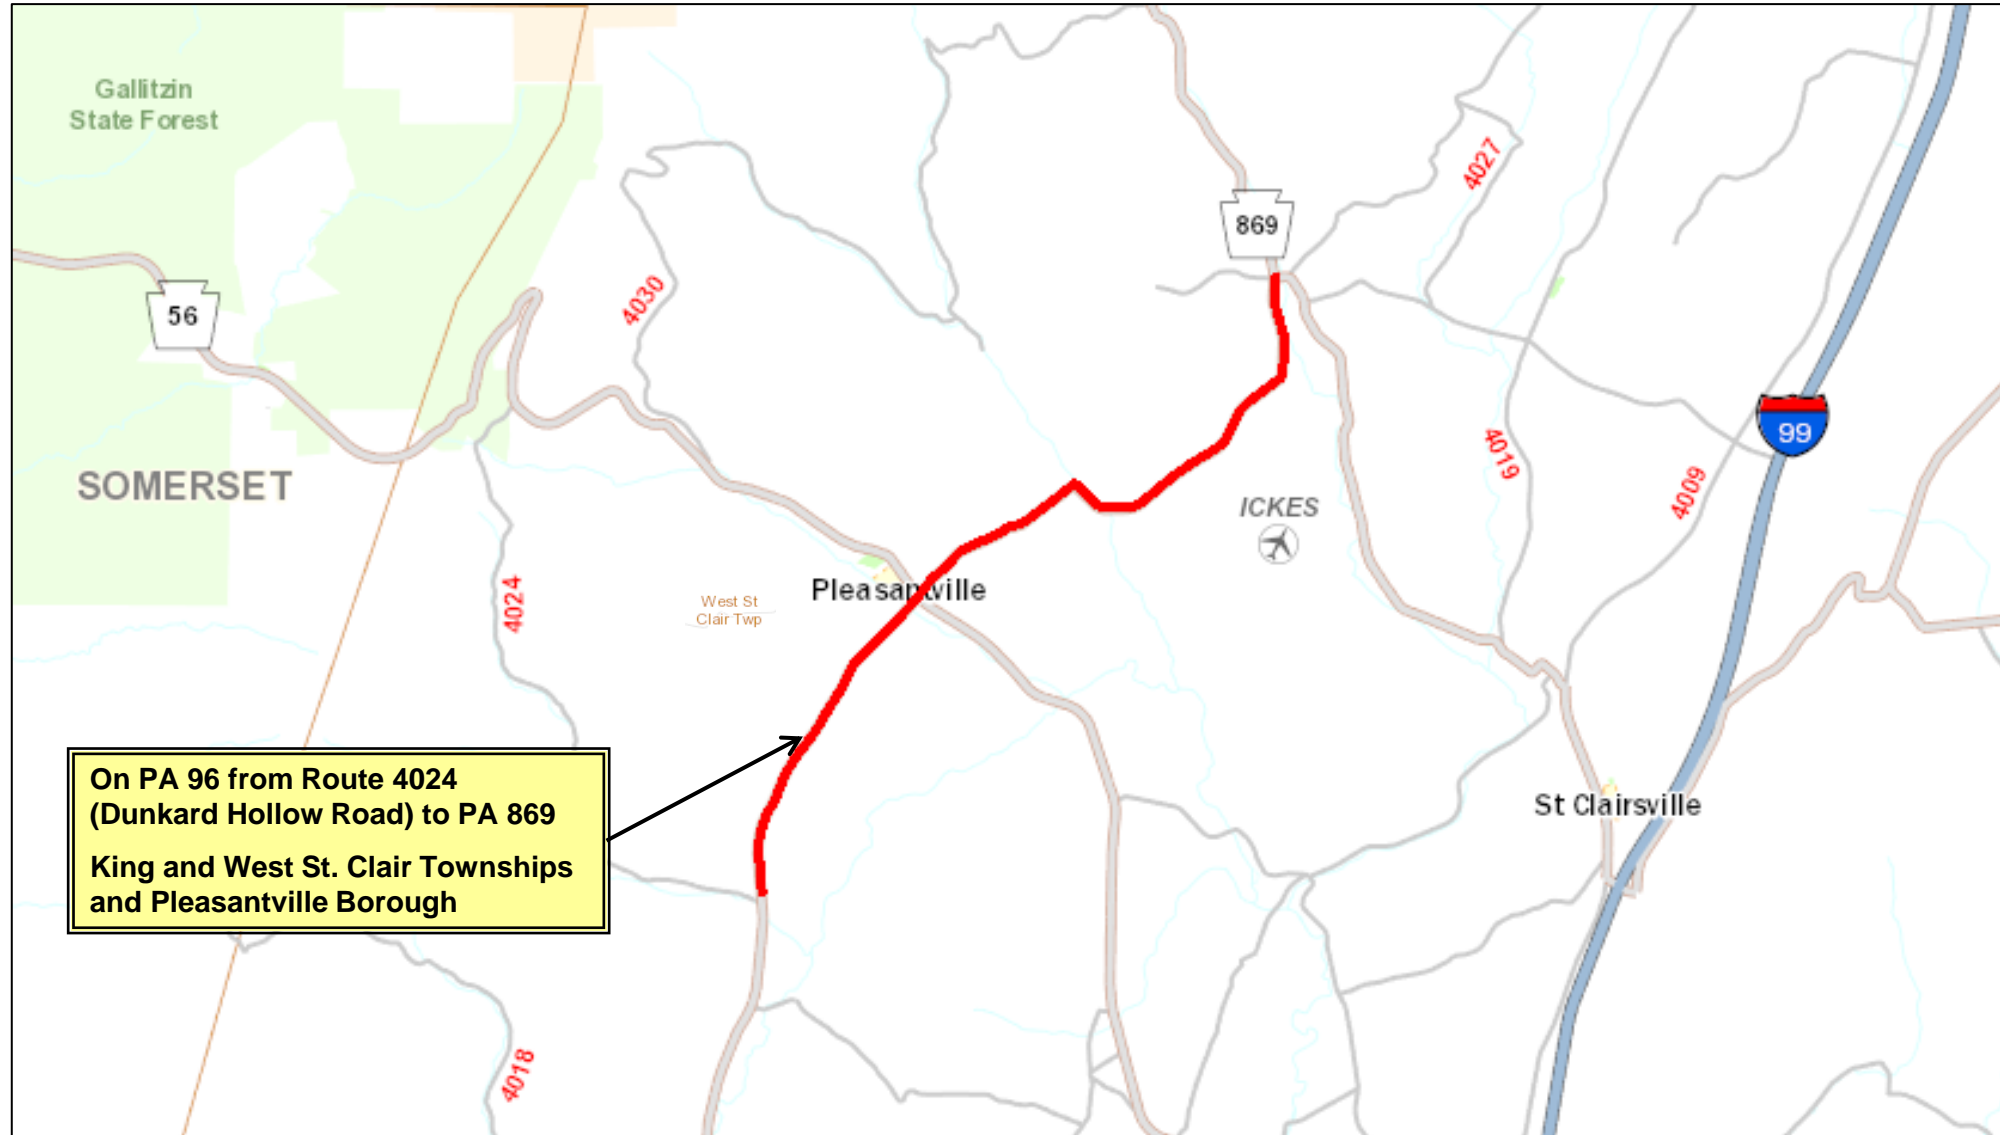 Gallitzin
State Forest
4027
869
4030
56
99
4019
SOMERSET
4009
ICKES
4024
Pleasantville
West St
Clair Twp
On PA 96 from Route 4024
(Dunkard Hollow Road) to PA 869
King and West St. Clair Townships
and Pleasantville Borough
St Clairsville
4018